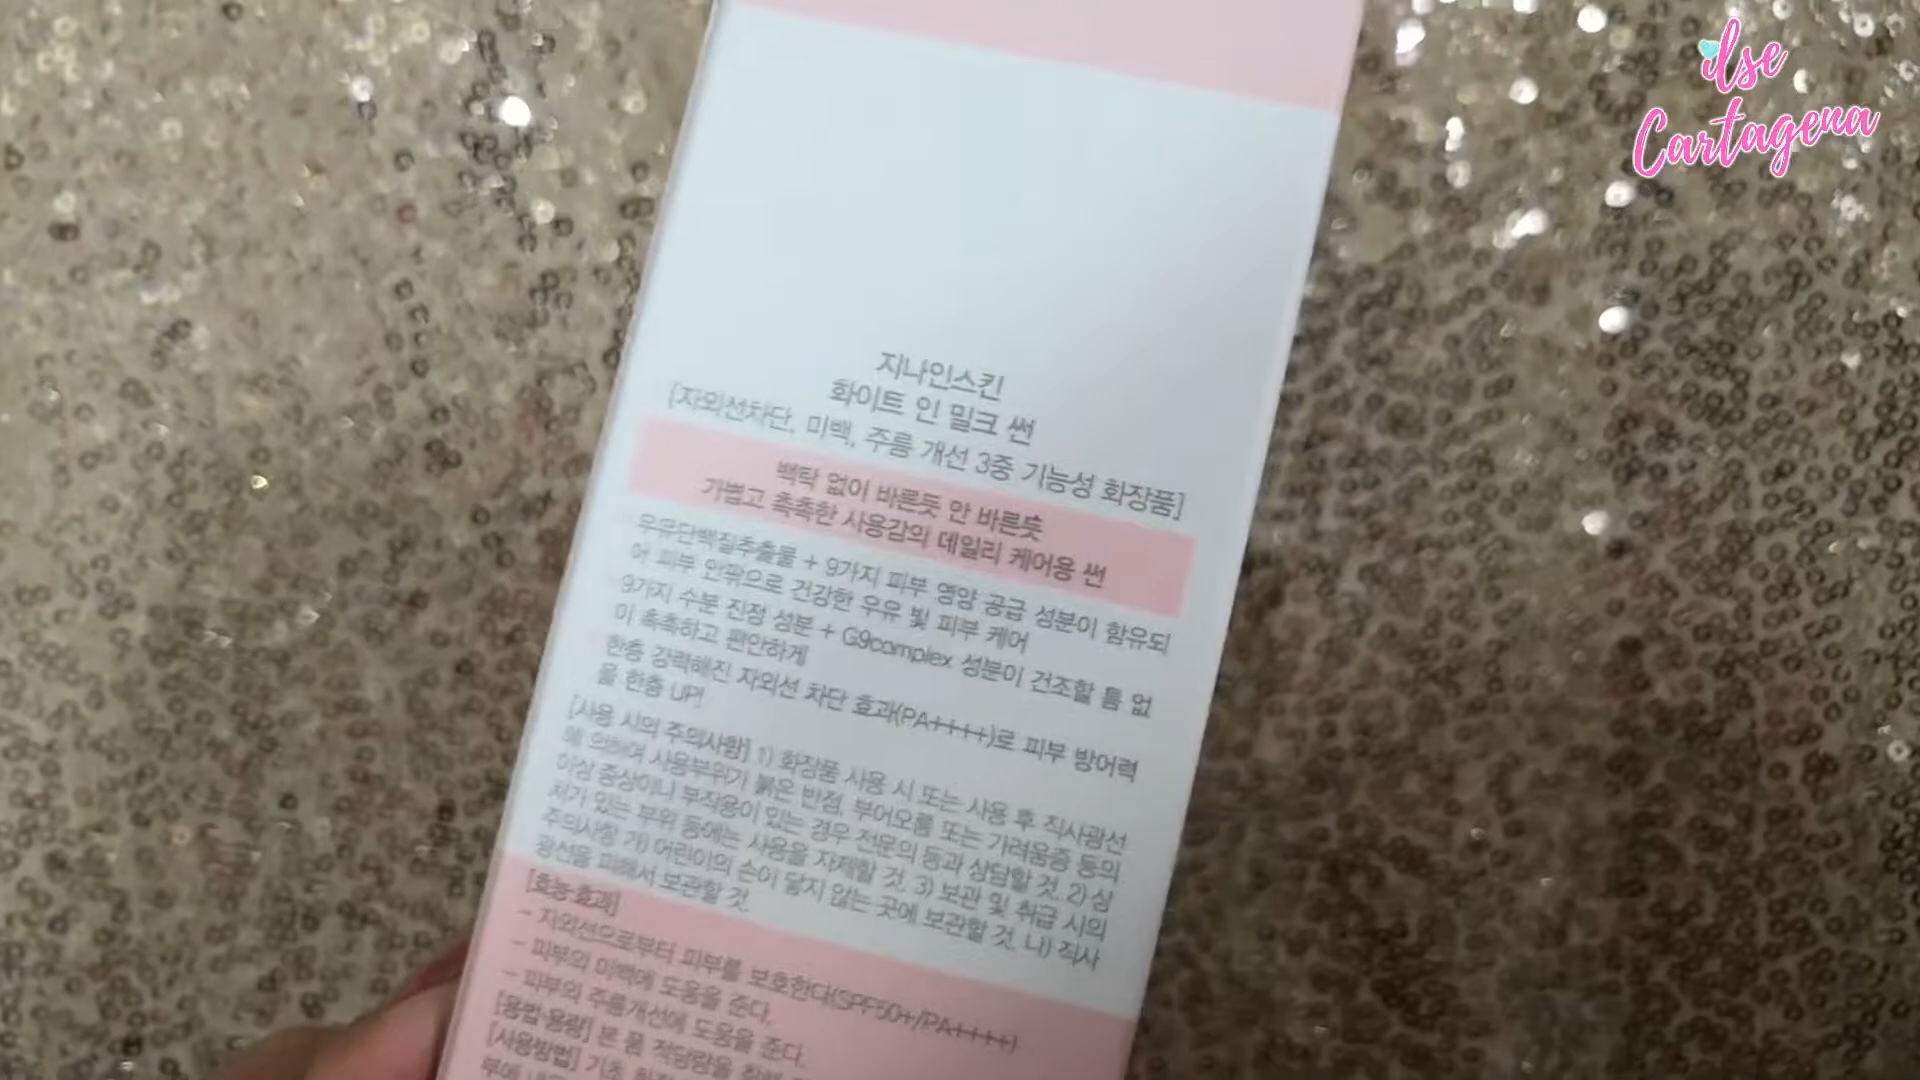 ilse
Cartagena
지나인스킨
화이트 인 밀크 썬
[자외선차단, 미백, 주름 개선 3중 기능성 화장품]
백탁 없이 바른듯 안 바른듯
가볍고 촉촉한 사용감의 데일리 케어용 썬
우유단백질추출물 + 9가지 피부 영양 공급 성분이 함유되
어 피부 안팎으로 건강한 우유 빛 피부 케어
9가지 수분 진정 성분 + G9complex 성분이 건조할 틈 없
이 촉촉하고 편안하게
한층 강력해진 자외선 차단 효과(PA++++)로 피부 방어력
을 한층 UP!
[사용 시의 주의사항] 1) 화장품 사용 시 또는 사용 후 직사광선
에 의하여 사용부위가 붉은 반점, 부어오름 또는 가려움증 등의
이상 증상이나 부작용이 있는 경우 전문의 등과 상담할 것. 2) 상
처가 있는 부위 등에는 사용을 자제할 것. 3) 보관 및 취급 시의
주의사항 가) 어린이의 손이 닿지 않는 곳에 보관할 것. 나) 직사
광선을 피해서 보관할 것.
[효능·효과]
- 자외선으로부터 피부를 보호한다(SPF50+/PA++++)
- 피부의 미백에 도움을 준다.
- 피부의 주름개선에 도움을 준다.
[용법·용량] 본 품 적당량을 취해
[사용방법] 기초